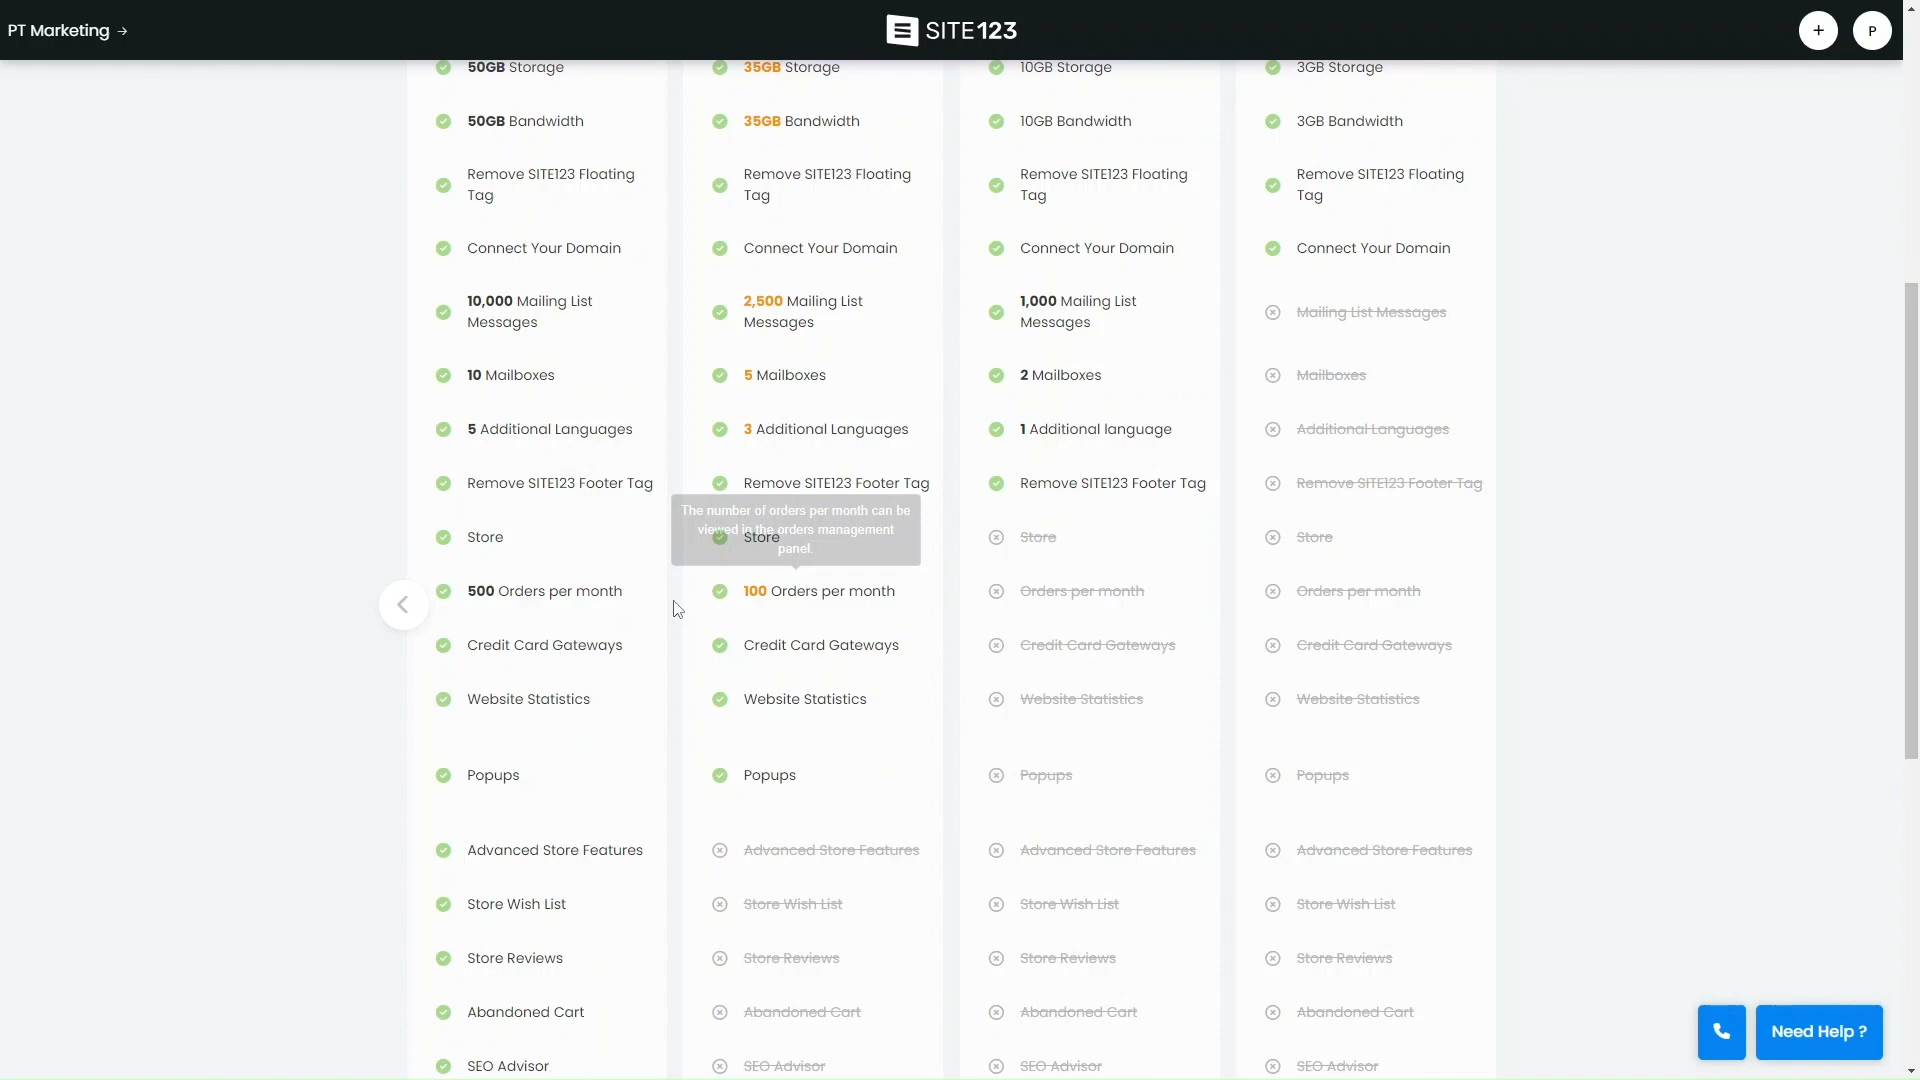 PT Marketing →
SITE123
+
P
50GB Storage
50GB Bandwidth
Remove SITE123 Floating
Tag
Connect Your Domain
10,000 Mailing List
Messages
10 Mailboxes
5 Additional Languages
Remove SITE123 Footer Tag
Store
500 Orders per month
Credit Card Gateways
Website Statistics
Popups
Advanced Store Features
Store Wish List
Store Reviews
Abandoned Cart
SEO Advisor
35GB Storage
35GB Bandwidth
Remove SITE123 Floating
Tag
Connect Your Domain
2,500 Mailing List
Messages
5 Mailboxes
3 Additional Languages
Remove SITE123 Footer Tag
The number of orders per month can be
viewed in the orders management
panel.
Store
100 Orders per month
Credit Card Gateways
Website Statistics
Popups
Advanced Store Features
Store Wish List
Store Reviews
Abandoned Cart
SEO Advisor
10GB Storage
10GB Bandwidth
Remove SITE123 Floating
Tag
Connect Your Domain
1,000 Mailing List
Messages
2 Mailboxes
1 Additional language
Remove SITE123 Footer Tag
Store
Orders per month
Credit Card Gateways
Website Statistics
Popups
Advanced Store Features
Store Wish List
Store Reviews
Abandoned Cart
SEO Advisor
3GB Storage
3GB Bandwidth
Remove SITE123 Floating
Tag
Connect Your Domain
Mailing List Messages
Mailboxes
Additional Languages
Remove SITE123 Footer Tag
Store
Orders per month
Credit Card Gateways
Website Statistics
Popups
Advanced Store Features
Store Wish List
Store Reviews
Abandoned Cart
SEO Advisor
Need Help ?